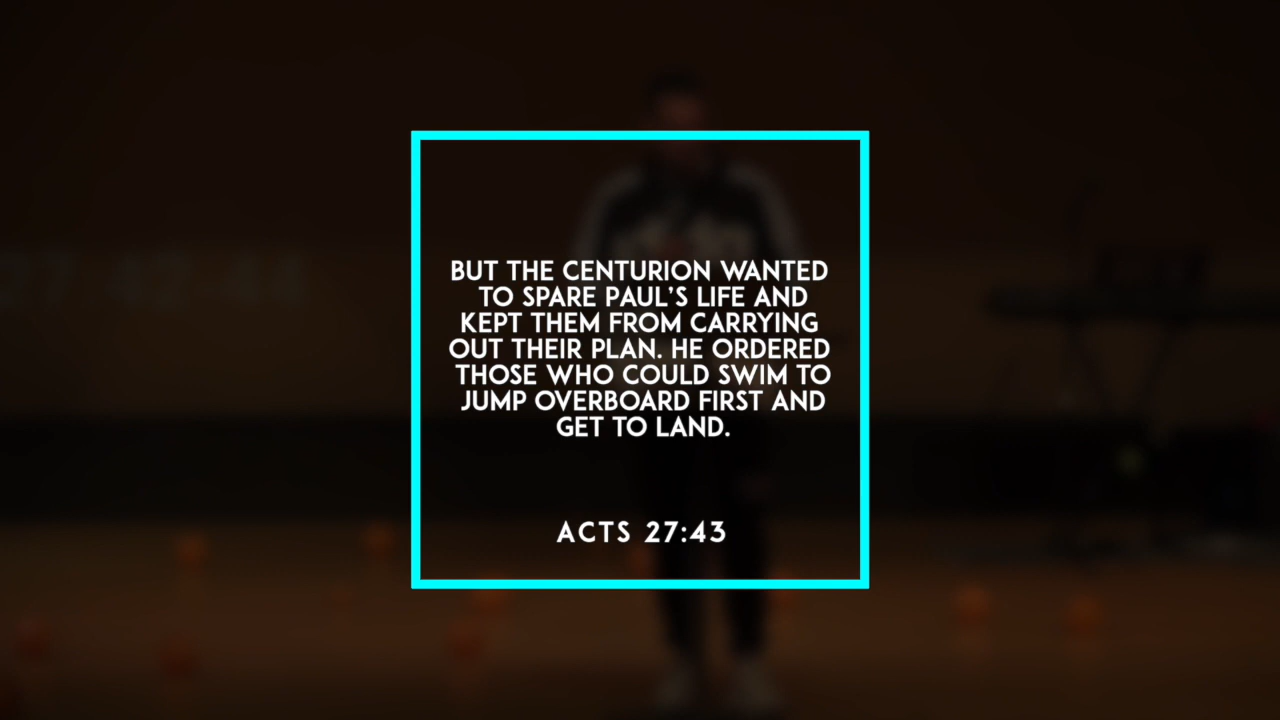 BUT THE CENTURION WANTED
TO SPARE PAUL'S LIFE AND
KEPT THEM FROM CARRYING
OUT THEIR PLAN. HE ORDERED
THOSE WHO COULD SWIM TO
JUMP OVERBOARD FIRST AND
GET TO LAND.
ACTS 27:43